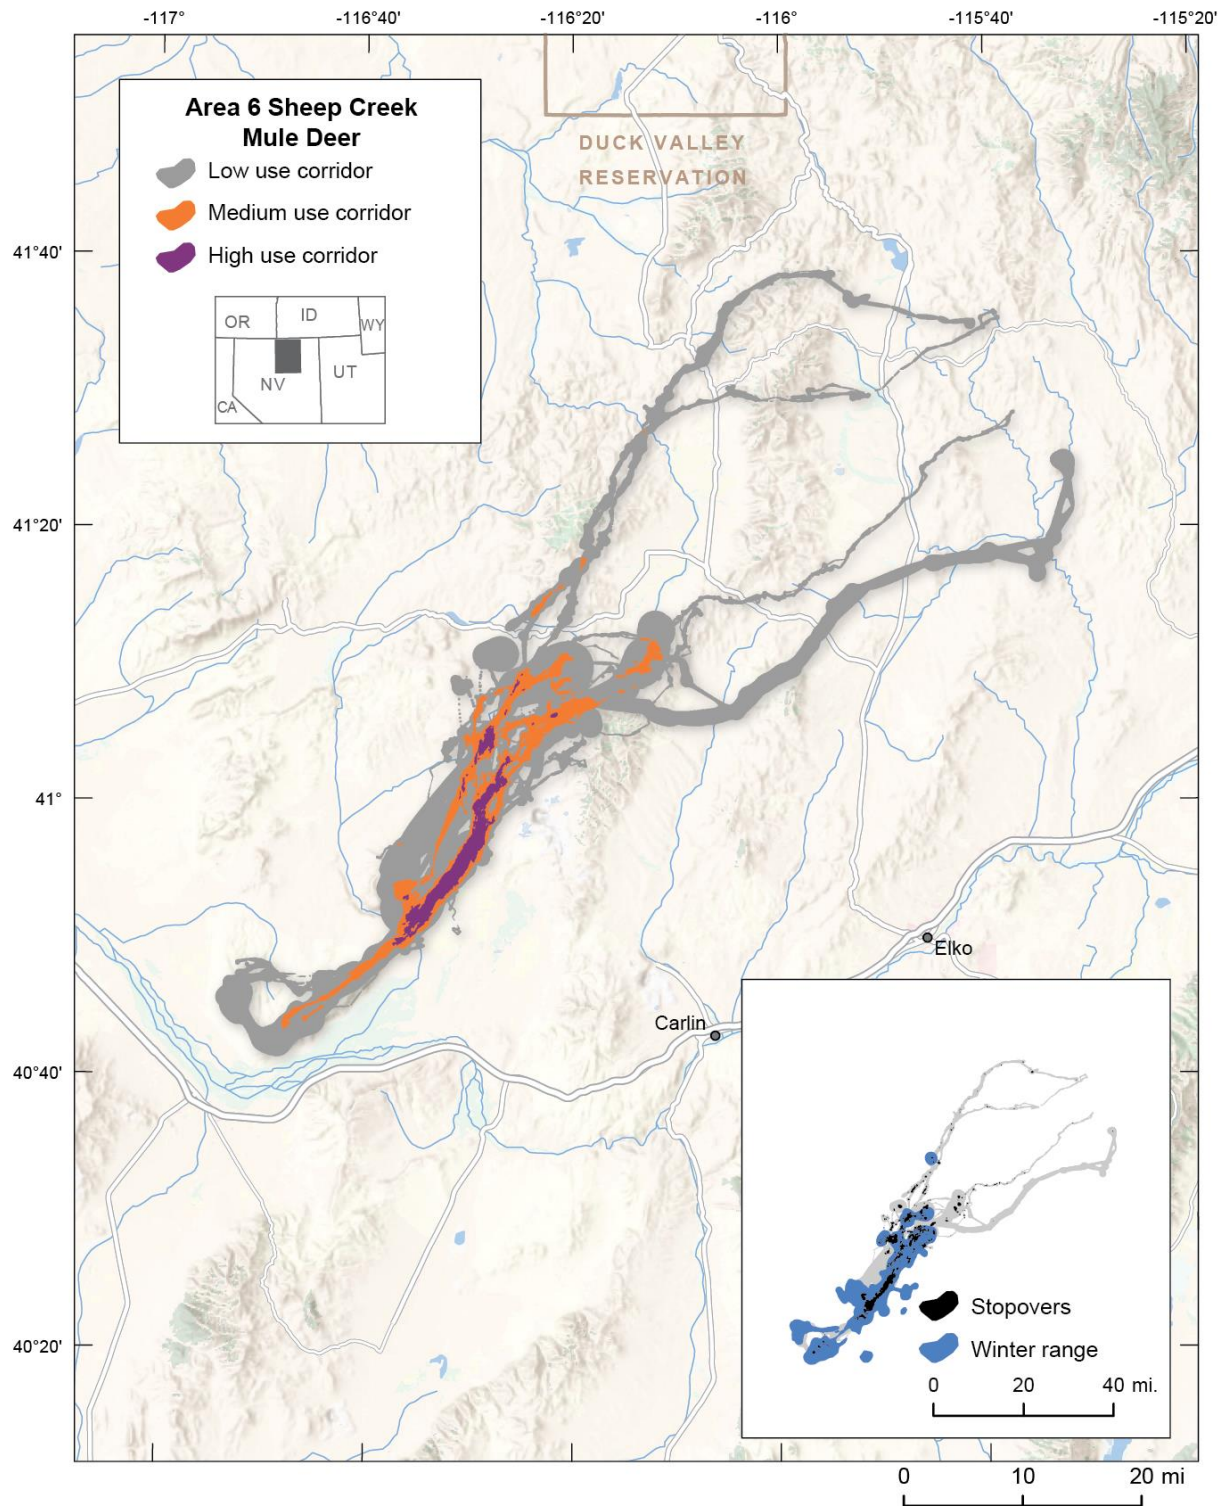 -117°
-116°40'
-116°20'
-116°
-115°40'
-115°20'
Area 6 Sheep Creek
Mule Deer
Low use corridor
Medium use corridor
High use corridor
OR
ID
WY
NV
UT
CA
DUCK VALLEY
RESERVATION
41°40'
41°20'
41°
40°40'
40°20'
Elko
Carlin
Stopovers
Winter range
0 20 40 mi.
0 10 20 mi